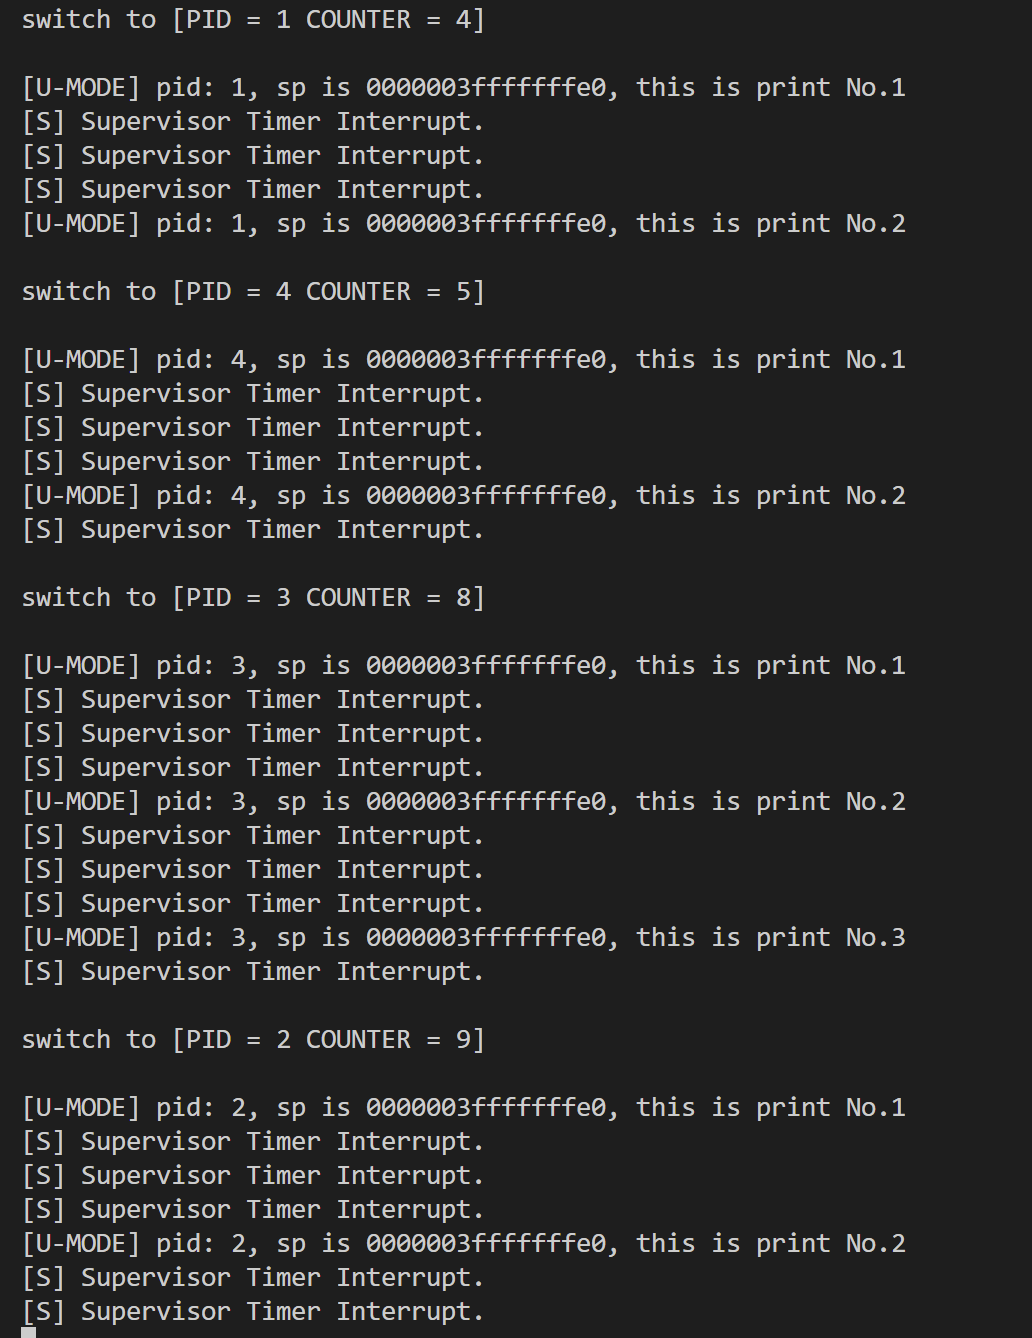 switch to [PID = 1 COUNTER = 4]
[U-MODE] pid: 1, sp is 0000003fffffffe0, this is print No.1
[S] Supervisor Timer Interrupt.
[S] Supervisor Timer Interrupt.
[S] Supervisor Timer Interrupt.
[U-MODE] pid: 1, sp is 0000003fffffffe0, this is print No.2
switch to [PID = 4 COUNTER = 5]
[U-MODE] pid: 4, sp is 0000003fffffffe0, this is print No.1
[S] Supervisor Timer Interrupt.
[S] Supervisor Timer Interrupt.
[S] Supervisor Timer Interrupt.
[U-MODE] pid: 4, sp is 0000003fffffffe0, this is print No.2
[S] Supervisor Timer Interrupt.
switch to [PID = 3 COUNTER = 8]
[U-MODE] pid: 3, sp is 0000003fffffffe0, this is print No.1
[S] Supervisor Timer Interrupt.
[S] Supervisor Timer Interrupt.
[S] Supervisor Timer Interrupt.
[U-MODE] pid: 3, sp is 0000003fffffffe0, this is print No.2
[S] Supervisor Timer Interrupt.
[S] Supervisor Timer Interrupt.
[S] Supervisor Timer Interrupt.
[U-MODE] pid: 3, sp is 0000003fffffffe0, this is print No.3
[S] Supervisor Timer Interrupt.
switch to [PID = 2 COUNTER = 9]
[U-MODE] pid: 2, sp is 0000003fffffffe0, this is print No.1
[S] Supervisor Timer Interrupt.
[S] Supervisor Timer Interrupt.
[S] Supervisor Timer Interrupt.
[U-MODE] pid: 2, sp is 0000003fffffffe0, this is print No.2
[S] Supervisor Timer Interrupt.
[S] Supervisor Timer Interrupt.